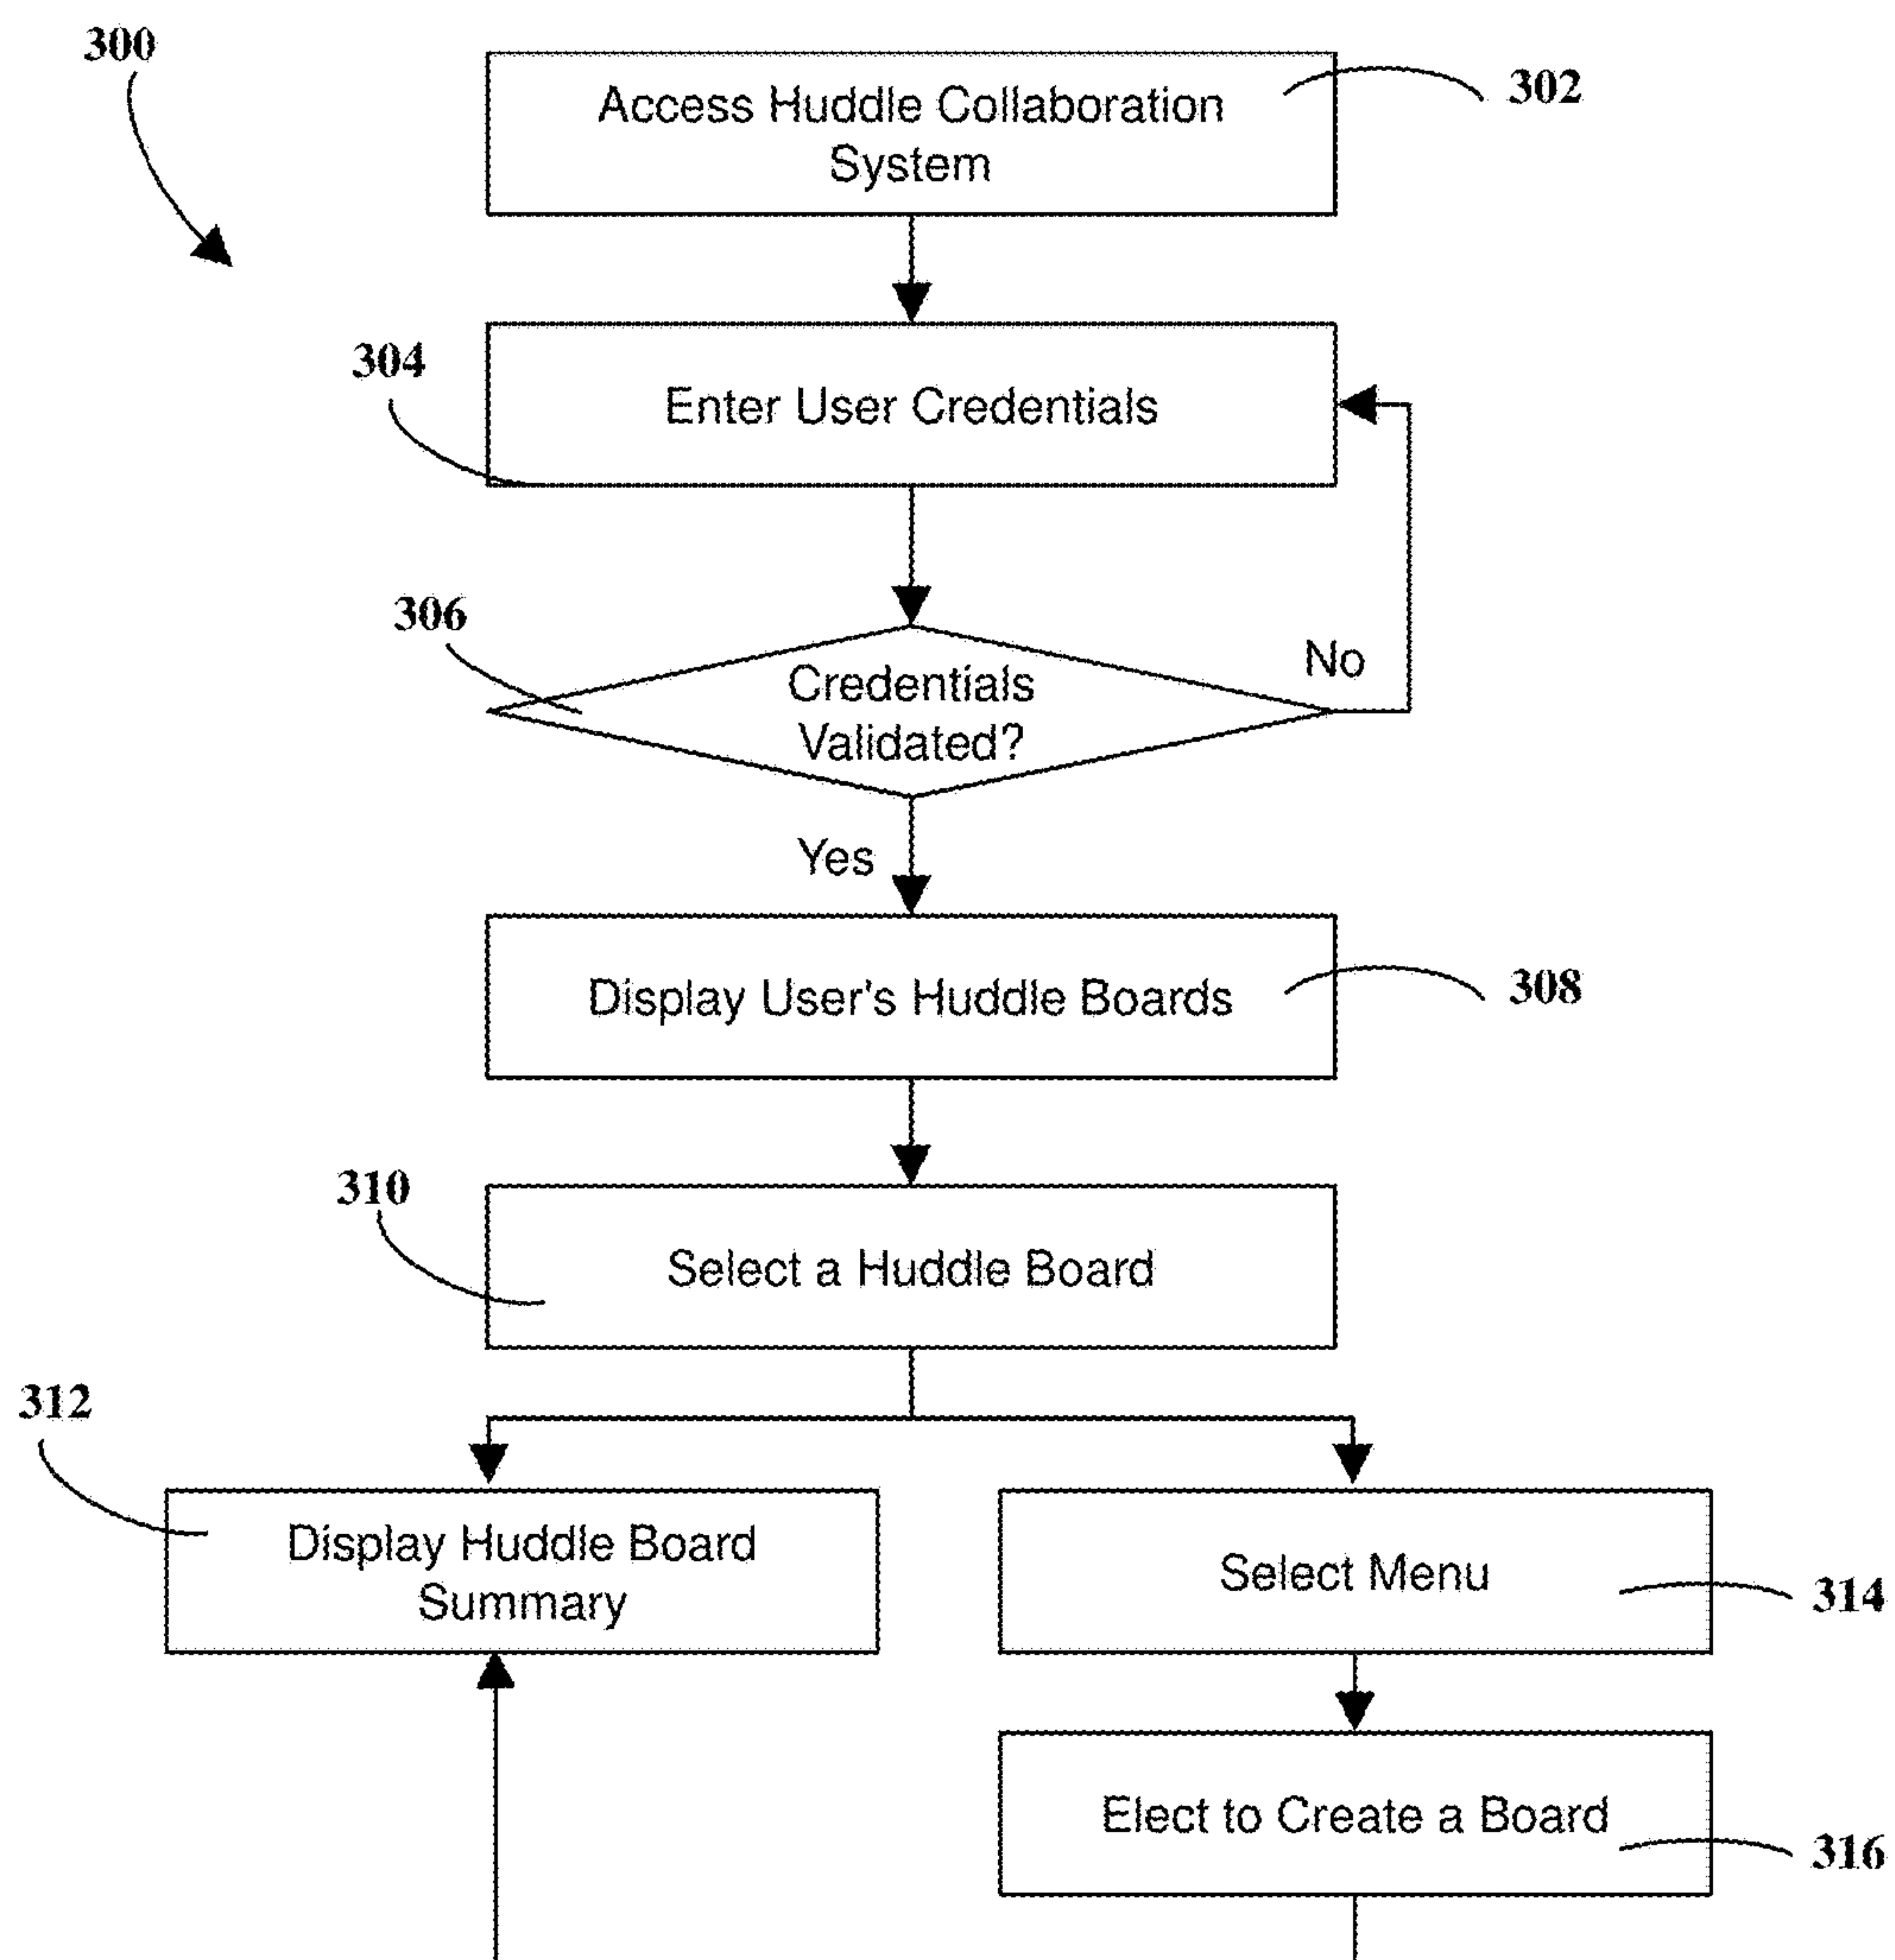 300
Access Huddle Collaboration
System
302
304
Enter User Credentials
306
Credentials
Validated?
No
Yes
Display User's Huddle Boards
308
310
Select a Huddle Board
312
Display Huddle Board
Summary
Select Menu
314
Elect to Create a Board
316